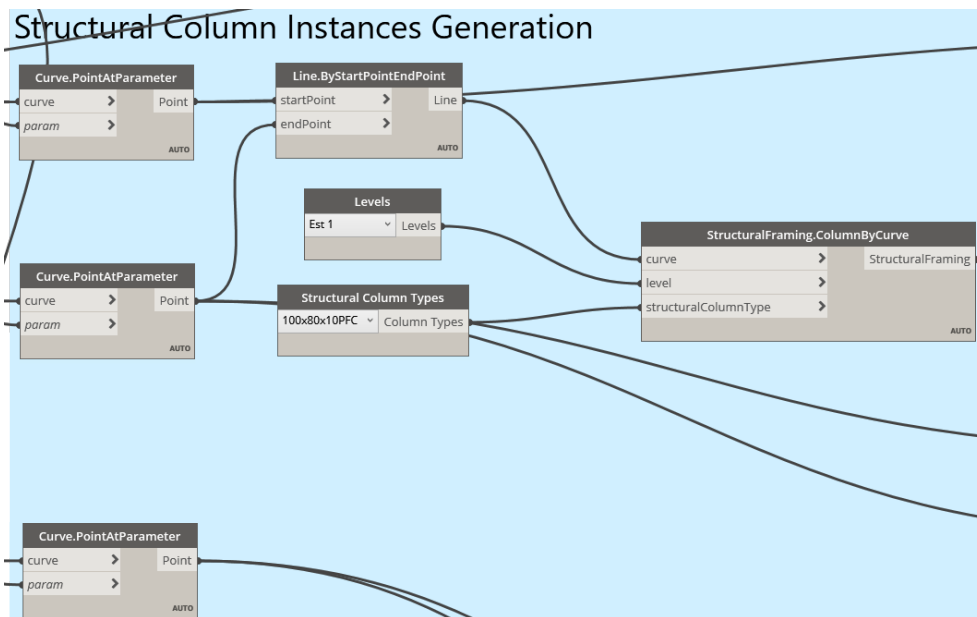 Structural Column Instances Generation
Curve.PointAtParameter
curve > Point
param >
AUTO
Line.ByStartPointEndPoint
startPoint > Line
endPoint >
AUTO
Levels
Est 1 Levels
Curve.PointAtParameter
curve > Point
param >
AUTO
Structural Column Types
100x80x10PFC Column Types
StructuralFraming.ColumnByCurve
curve > StructuralFraming
level >
structuralColumnType >
AUTO
Curve.PointAtParameter
curve > Point
param >
AUTO